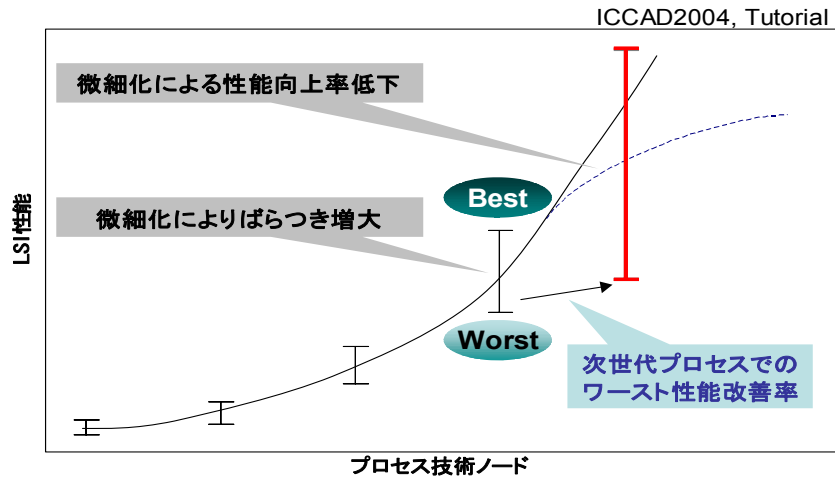 ICCAD2004, Tutorial
微細化による性能向上率低下
Best
微細化によりばらつき増大
LSI性能
Worst
次世代プロセスでの
ワースト性能改善率
プロセス技術ノード